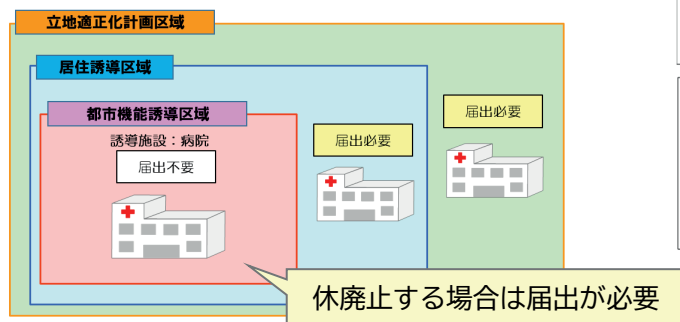 立地適正化計画区域
居住誘導区域
都市機能誘導区域
誘導施設：病院
届出不要
届出必要
届出必要
休廃止する場合は届出が必要